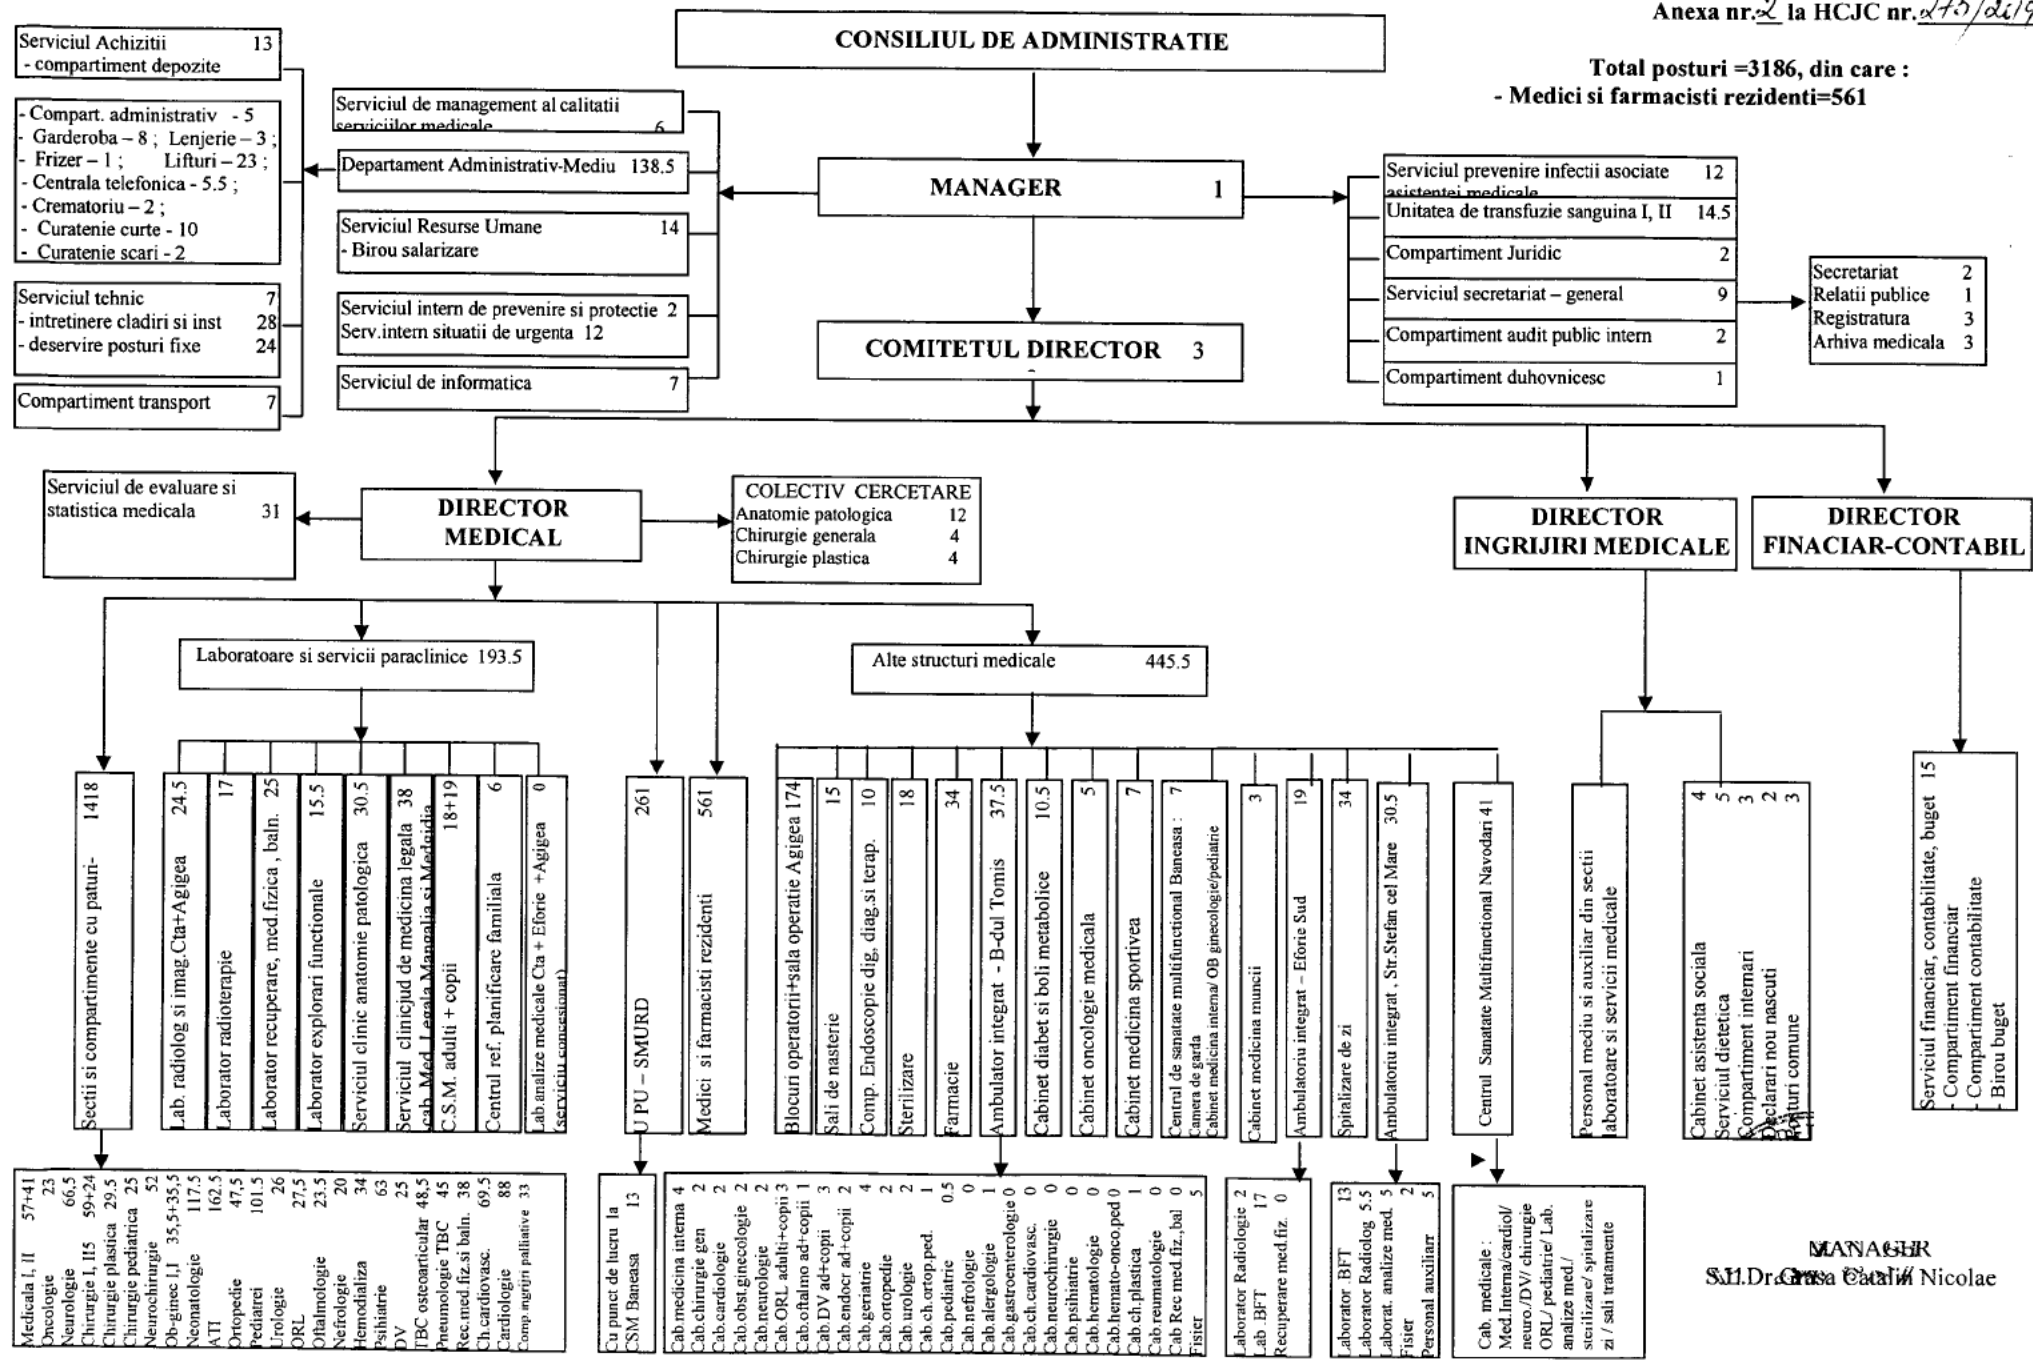 Anexa nr.2 la HCJC nr.
Total posturi =3186, din care :
- Medici si farmacisti rezidenti=561
CONSILIUL DE ADMINISTRATIE
Serviciul Achizitii 13
- compartiment depozite
- Compart. administrativ - 5
- Garderoba – 8 ; Lenjerie – 3 ;
- Frizer – 1 ; Lifturi – 23 ;
- Centrala telefonica - 5.5 ;
- Crematoriu – 2 ;
- Curatenie curte - 10
- Curatenie scari - 2
Serviciul tehnic 7
- intretinere cladiri si inst 28
- deservire posturi fixe 24
Compartiment transport 7
Serviciul de management al calitatii
serviciilor medicale 6
Departament Administrativ-Mediu 138.5
Serviciul Resurse Umane 14
- Birou salarizare
Serviciul intern de prevenire si protectie 2
Serv.intern situatii de urgenta 12
Serviciul de informatica 7
MANAGER 1
COMITETUL DIRECTOR 3
Serviciul prevenire infectii asociate 12
asistentei medicale
Unitatea de transfuzie sanguina I, II 14.5
Compartiment Juridic 2
Serviciul secretariat – general 9
Compartiment audit public intern 2
Compartiment duhovnicesc 1
Secretariat 2
Relatii publice 1
Registratura 3
Arhiva medicala 3
Serviciul de evaluare si
statistica medicala 31
DIRECTOR
MEDICAL
COLECTIV CERCETARE
Anatomie patologica 12
Chirurgie generala 4
Chirurgie plastica 4
DIRECTOR
INGRIJIRI MEDICALE
DIRECTOR
FINACIAR-CONTABIL
Laboratoare si servicii paraclinice 193.5
Alte structuri medicale 445.5
Sectii si compartimente cu paturi- 1418
Lab. radiolog si imag.Cta+Agigea 24.5
Laborator radioterapie 17
Laborator recuperare, med.fizica , baln. 25
Laborator explorari functionale 15.5
Serviciul clinic anatomie patologica 30.5
Serviciul clinicjud de medicina legala 38
+cab Med Legala Mangalia si Medgidia
C.S.M. adulti + copii 18+19
Centrul ref. planificare familiala 6
Lab.analize medicale Cta + Eforie +Agigea 0
(serviciu concesionat)
U PU – SMURD 261
Medici si farmacisti rezidenti 561
Blocuri operatorii+sala operatie Agigea 174
Sali de nasterie 15
Comp. Endoscopie dig, diag.si terap. 10
Sterilizare 18
Farmacie 34
Ambulator integrat - B-dul Tomis 37.5
Cabinet diabet si boli metabolice 10.5
Cabinet oncologie medicala 5
Cabinet medicina sportivea 7
Centrul de sanatate multifunctional Baneasa : 7
Camera de garda
Cabinet medicina interna/ OB ginecologie/pediatrie
Cabinet medicina muncii 3
Ambulatoriu integrat – Eforie Sud 19
Spitalizare de zi 34
Ambulatoriu integrat , Str.Stefan cel Mare 30.5
Centrul Sanatate Multifunctional Navodari 41
Personal mediu si auxiliar din sectii
laboratoare si servicii medicale
Cabinet asistenta sociala 4
Serviciul dietetica 5
Compartiment internari 3
Declarari nou nascuti 2
Posturi comune 3
Serviciul financiar, contabilitate, buget 15
- Compartiment financiar
- Compartiment contabilitate
- Birou buget
Medicala I, II 57+41
Oncologie 23
Neurologie 66,5
Chirurgie I, II5 59+24
Chirurgie plastica 29.5
Chirurgie pediatrica 25
Neurochirurgie 52
Ob-ginec I,I 35,5+35,5
Neonatologie 117.5
ATI 162.5
Ortopedie 47,5
Pediatrei 101.5
Urologie 26
ORL 27,5
Oftalmologie 23.5
Nefrologie 20
Hemodializa 34
Psihiatrie 63
DV 25
TBC osteoarticular 48,5
Pneumologie TBC 45
Rec.med.fiz.si baln. 38
Ch.cardiovasc. 69.5
Cardiologie 88
Comp.ingrijn palliative 33
Cu punct de lucru la
CSM Baneasa 13
Cab.medicina interna 4
Cab.chirurgie gen 2
Cab.cardiologie 2
Cab.obst.ginecologie 2
Cab.neurologie 2
Cab.ORL adulti+copii 3
Cab.oftalmo ad+copii 1
Cab.DV ad+copii 3
Cab.endocr ad+copii 2
Cab.geriatrie 4
Cab.ortopedie 2
Cab.urologie 2
Cab.ch.ortop.ped. 1
Cab.pediatrie 0.5
Cab.nefrologie 0
Cab.alergologie 1
Cab.gastroenterologie 0
Cab.ch.cardiovasc. 0
Cab.neurochirurgie 0
Cab.psihiatrie 0
Cab.hematologie 0
Cab.hemato-onco.ped 0
Cab.ch.plastica 1
Cab.reumatologie 0
Cab Rec med.fiz.,bal 0
Fisier 5
Laborator Radiologie 2
Lab .BFT 17
Recuperare med.fiz. 0
Laborator .BFT 13
Laborator Radiolog 5.5
Laborat. analize med. 5
Fisier 2
Personal auxiliarr 5
Cab. medicale :
Med.Interna/cardiol/
neuro./DV/ chirurgie
ORL/ pediatrie/ Lab.
analize med./
sterilizare/ spitalizare
zi / sali tratamente
MANAGER
Catalin Nicolae